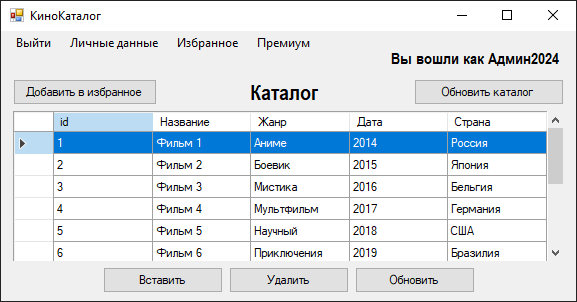 КиноКаталог
Выйти Личные данные Избранное Премиум
Вы вошли как Админ2024
Добавить в избранное Каталог Обновить каталог
id Название Жанр Дата Страна
1 Фильм 1 Аниме 2014 Россия
2 Фильм 2 Боевик 2015 Япония
3 Фильм 3 Мистика 2016 Бельгия
4 Фильм 4 Мультфильм 2017 Германия
5 Фильм 5 Научный 2018 США
6 Фильм 6 Приключения 2019 Бразилия
Вставить Удалить Обновить